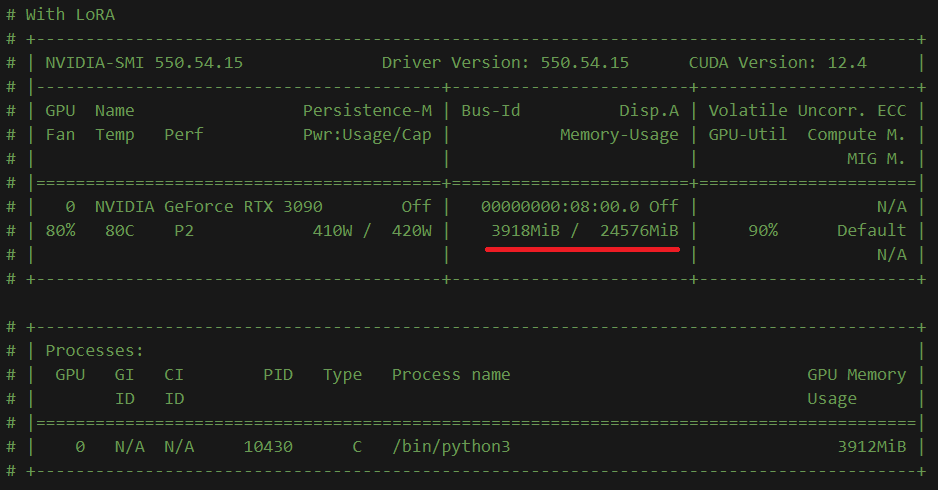 # With LoRA
# +-----------------------------------------------------------------------------------------+
# | NVIDIA-SMI 550.54.15              Driver Version: 550.54.15      CUDA Version: 12.4     |
# |-----------------------------------------+------------------------+----------------------+
# | GPU  Name                 Persistence-M | Bus-Id          Disp.A | Volatile Uncorr. ECC |
# | Fan  Temp   Perf          Pwr:Usage/Cap |           Memory-Usage | GPU-Util  Compute M. |
# |                                         |                        |               MIG M. |
# |=========================================+========================+======================|
# |   0  NVIDIA GeForce RTX 3090        Off |   00000000:08:00.0 Off |                  N/A |
# | 80%   80C    P2            410W /  420W |    3918MiB /  24576MiB |     90%      Default |
# |                                         |                        |                  N/A |
# +-----------------------------------------+------------------------+----------------------+
# +-----------------------------------------------------------------------------------------+
# | Processes:                                                                              |
# |  GPU   GI   CI        PID   Type   Process name                              GPU Memory |
# |        ID   ID                                                               Usage      |
# |=========================================================================================|
# |    0   N/A  N/A     10430      C   /bin/python3                                 3912MiB |
# +-----------------------------------------------------------------------------------------+